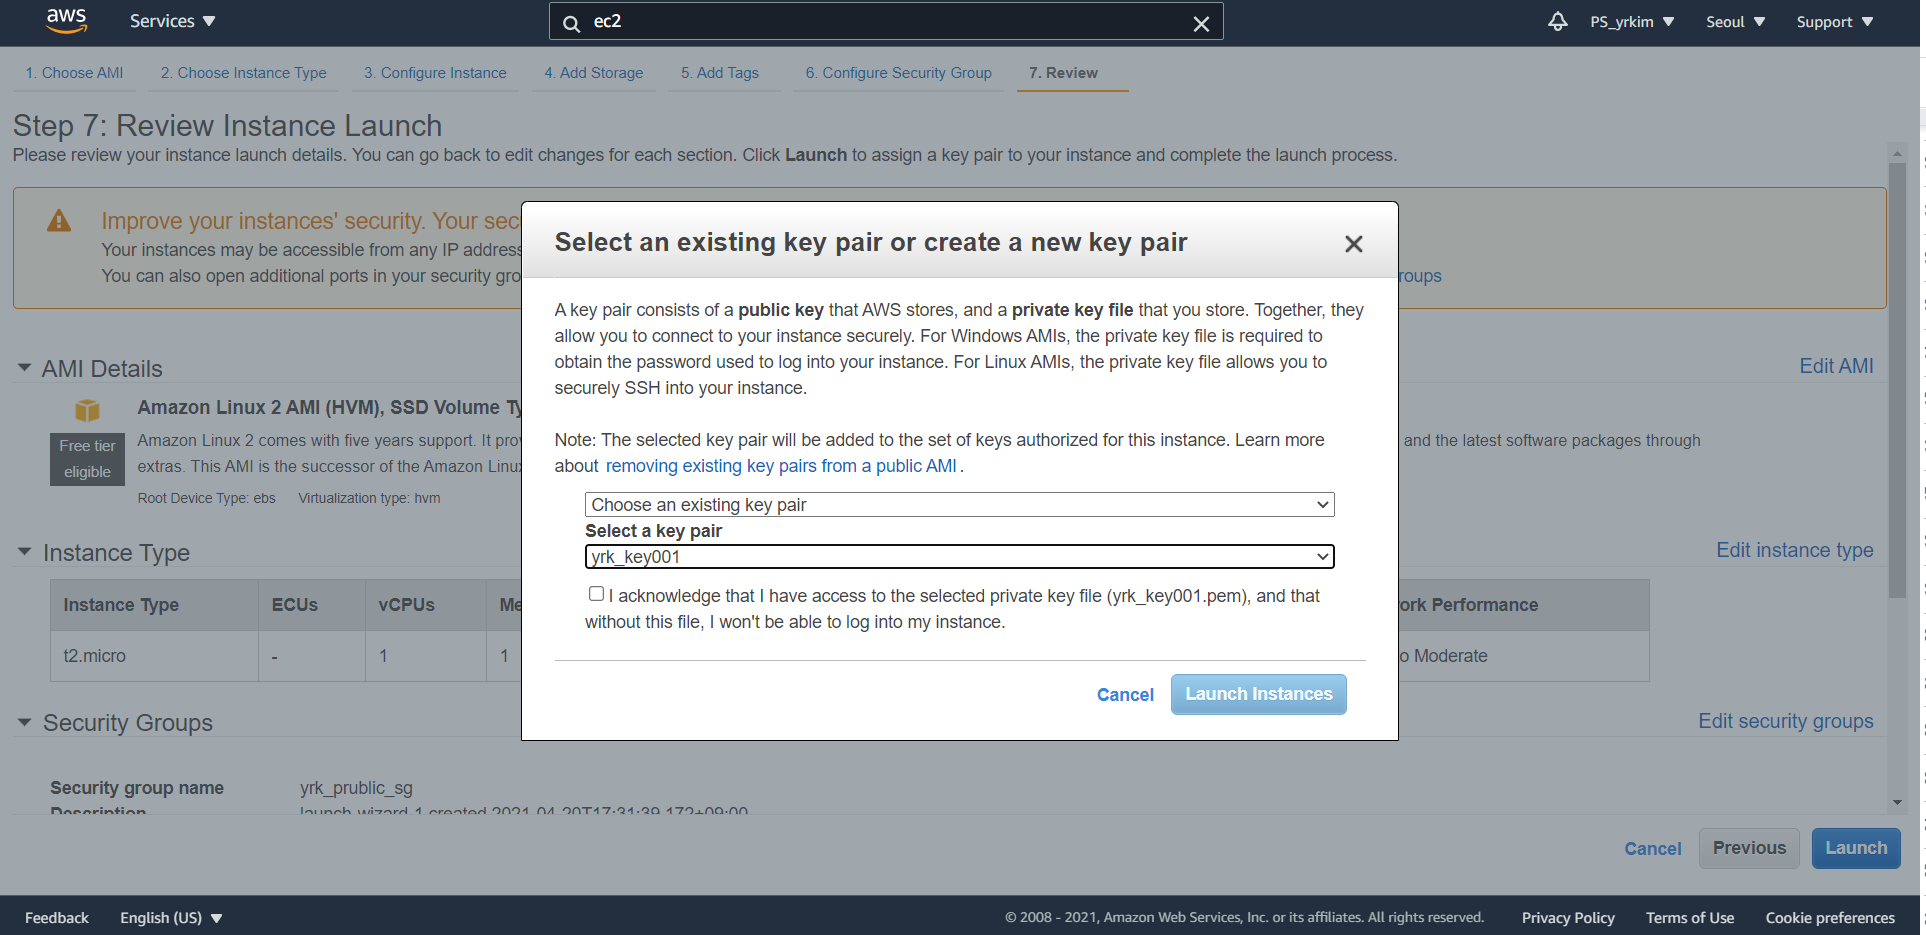 aws Services ec2 PS_yrkim Seoul Support
1. Choose AMI 2. Choose Instance Type 3. Configure Instance 4. Add Storage 5. Add Tags 6. Configure Security Group 7. Review
Step 7: Review Instance Launch
Please review your instance launch details. You can go back to edit changes for each section. Click Launch to assign a key pair to your instance and complete the launch process.
Improve your instances' security. Your sec
Your instances may be accessible from any IP address
You can also open additional ports in your security gro
roups
AMI Details
Edit AMI
Amazon Linux 2 AMI (HVM), SSD Volume Ty
Free tier
eligible
Amazon Linux 2 comes with five years support. It prov
and the latest software packages through
extras. This AMI is the successor of the Amazon Linux
Root Device Type: ebs Virtualization type: hvm
Instance Type
Edit instance type
Instance Type ECUs vCPUs Me ork Performance
t2.micro - 1 1 o Moderate
Security Groups
Edit security groups
Security group name yrk_prublic_sg
Description launch-wizard-1 created 2021-04-20T17:31:39.172+09:00
Select an existing key pair or create a new key pair
A key pair consists of a public key that AWS stores, and a private key file that you store. Together, they
allow you to connect to your instance securely. For Windows AMIs, the private key file is required to
obtain the password used to log into your instance. For Linux AMIs, the private key file allows you to
securely SSH into your instance.
Note: The selected key pair will be added to the set of keys authorized for this instance. Learn more
about removing existing key pairs from a public AMI .
Choose an existing key pair
Select a key pair
yrk_key001
I acknowledge that I have access to the selected private key file (yrk_key001.pem), and that
without this file, I won't be able to log into my instance.
Cancel Launch Instances
Cancel Previous Launch
Feedback English (US) © 2008 - 2021, Amazon Web Services, Inc. or its affiliates. All rights reserved. Privacy Policy Terms of Use Cookie preferences